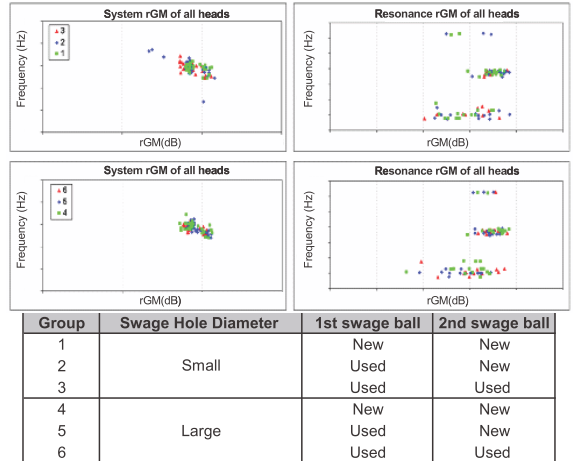 System rGM of all heads
Frequency (Hz)
3
2
1
rGM(dB)
Resonance rGM of all heads
Frequency (Hz)
rGM(dB)
System rGM of all heads
Frequency (Hz)
6
5
4
rGM(dB)
Resonance rGM of all heads
Frequency (Hz)
rGM(dB)
Group Swage Hole Diameter 1st swage ball 2nd swage ball
1 New New
2 Small Used New
3 Used Used
4 New New
5 Large Used New
6 Used Used